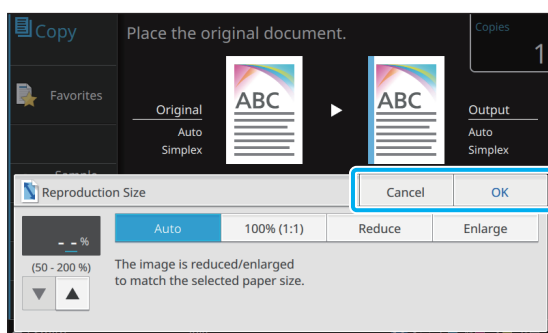 Copy
Place the original document.
Copies
1
Favorites
Original
Auto
Simplex
ABC
ABC
Output
Auto
Simplex
Reproduction Size
Cancel
OK
- - %
(50 - 200 %)
Auto
100% (1:1)
Reduce
Enlarge
The image is reduced/enlarged
to match the selected paper size.